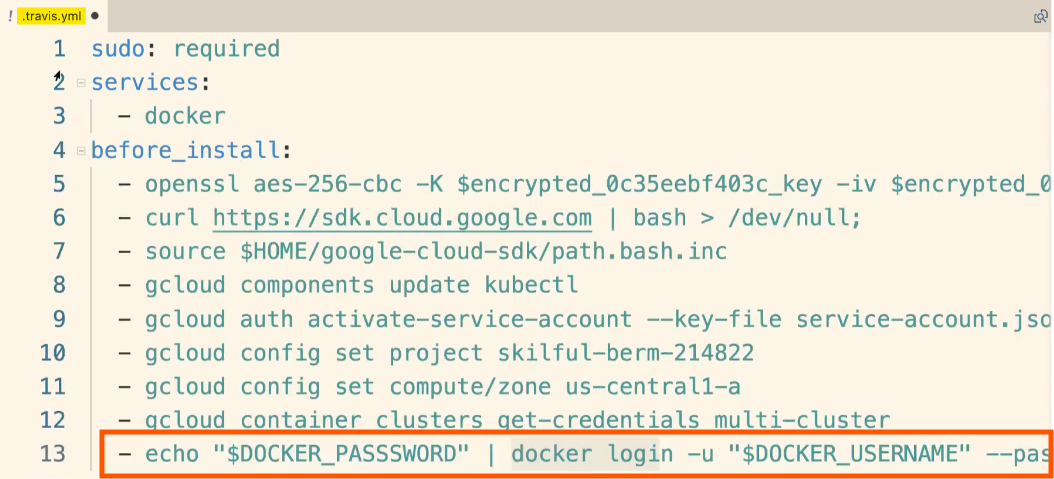 ! .travis.yml ●
1 sudo: required
2 services:
3 - docker
4 before_install:
5 - openssl aes-256-cbc -K $encrypted_0c35eebf403c_key -iv $encrypted_0
6 - curl https://sdk.cloud.google.com | bash > /dev/null;
7 - source $HOME/google-cloud-sdk/path.bash.inc
8 - gcloud components update kubectl
9 - gcloud auth activate-service-account --key-file service-account.jso
10 - gcloud config set project skilful-berm-214822
11 - gcloud config set compute/zone us-central1-a
12 - gcloud container clusters get-credentials multi-cluster
13 - echo "$DOCKER_PASSSWORD" | docker login -u "$DOCKER_USERNAME" --pas